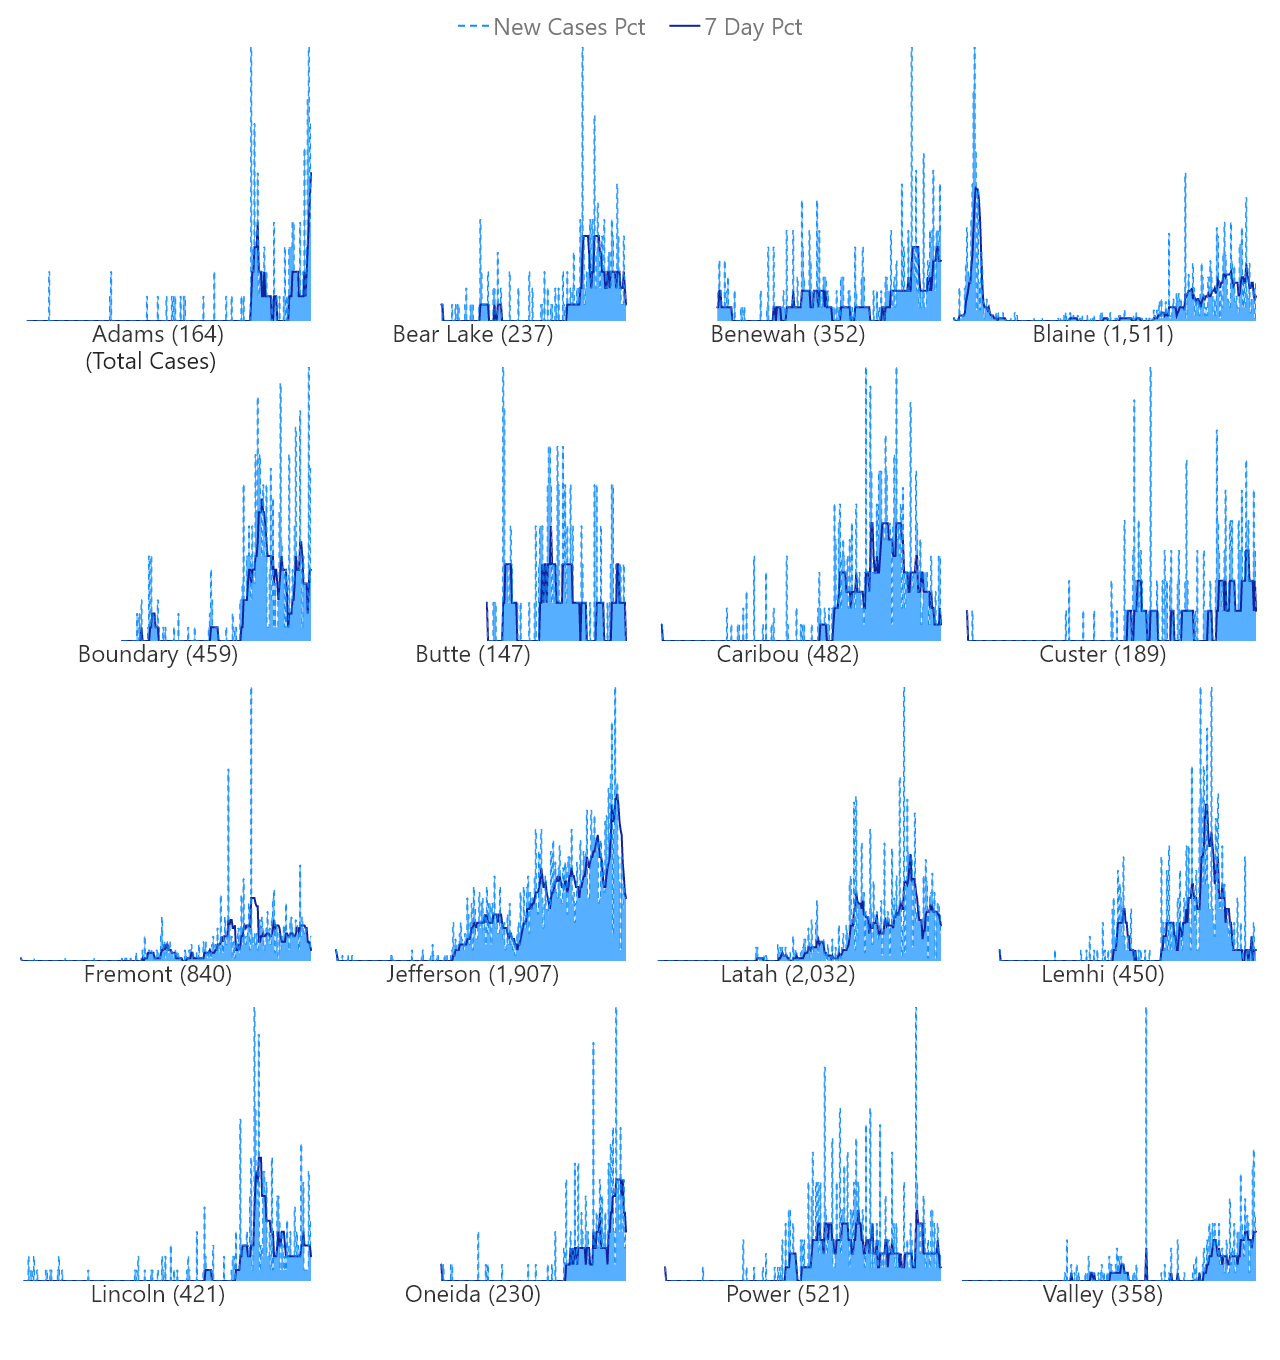 New Cases Pct 7 Day Pct
Adams (164) Bear Lake (237) Benewah (352) Blaine (1,511)
(Total Cases)
Boundary (459) Butte (147) Caribou (482) Custer (189)
Fremont (840) Jefferson (1,907) Latah (2,032) Lemhi (450)
Lincoln (421) Oneida (230) Power (521) Valley (358)